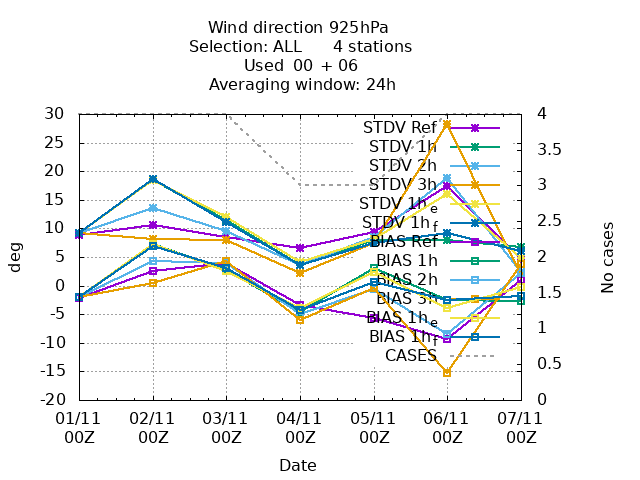 Wind direction 925hPa
Selection: ALL 4 stations
Used 00 + 06
Averaging window: 24h
30
25
20
15
10
5
0
-5
-10
-15
-20
deg
4
3.5
3
2.5
2
1.5
1
0.5
0
No cases
STDV Ref
STDV 1h
STDV 2h
STDV 3h
STDV 1h e
STDV 1h f
BIAS Ref
BIAS 1h
BIAS 2h
BIAS 3h
BIAS 1h e
BIAS 1h f
CASES
01/11 02/11 03/11 04/11 05/11 06/11 07/11
00Z 00Z 00Z 00Z 00Z 00Z 00Z
Date